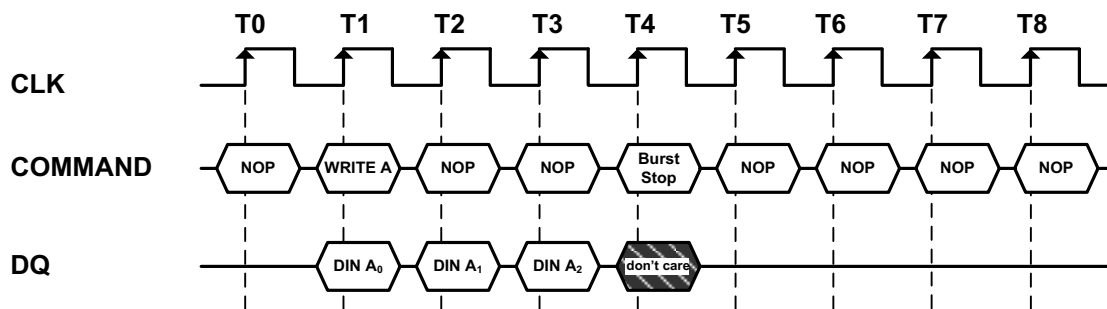 T0 T1 T2 T3 T4 T5 T6 T7 T8
CLK
COMMAND NOP WRITE A NOP NOP Burst Stop NOP NOP NOP NOP
DQ DIN A₀ DIN A₁ DIN A₂ don't care